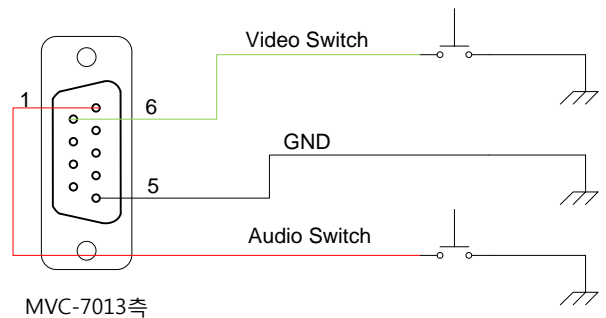 Video Switch
1
6
GND
5
Audio Switch
MVC-7013측